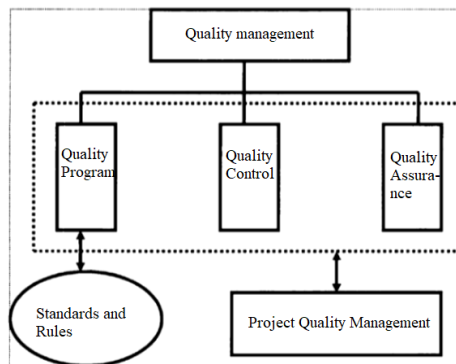 Quality management
Quality
Program
Quality
Control
Quality
Assura-
nce
Standards and
Rules
Project Quality Management